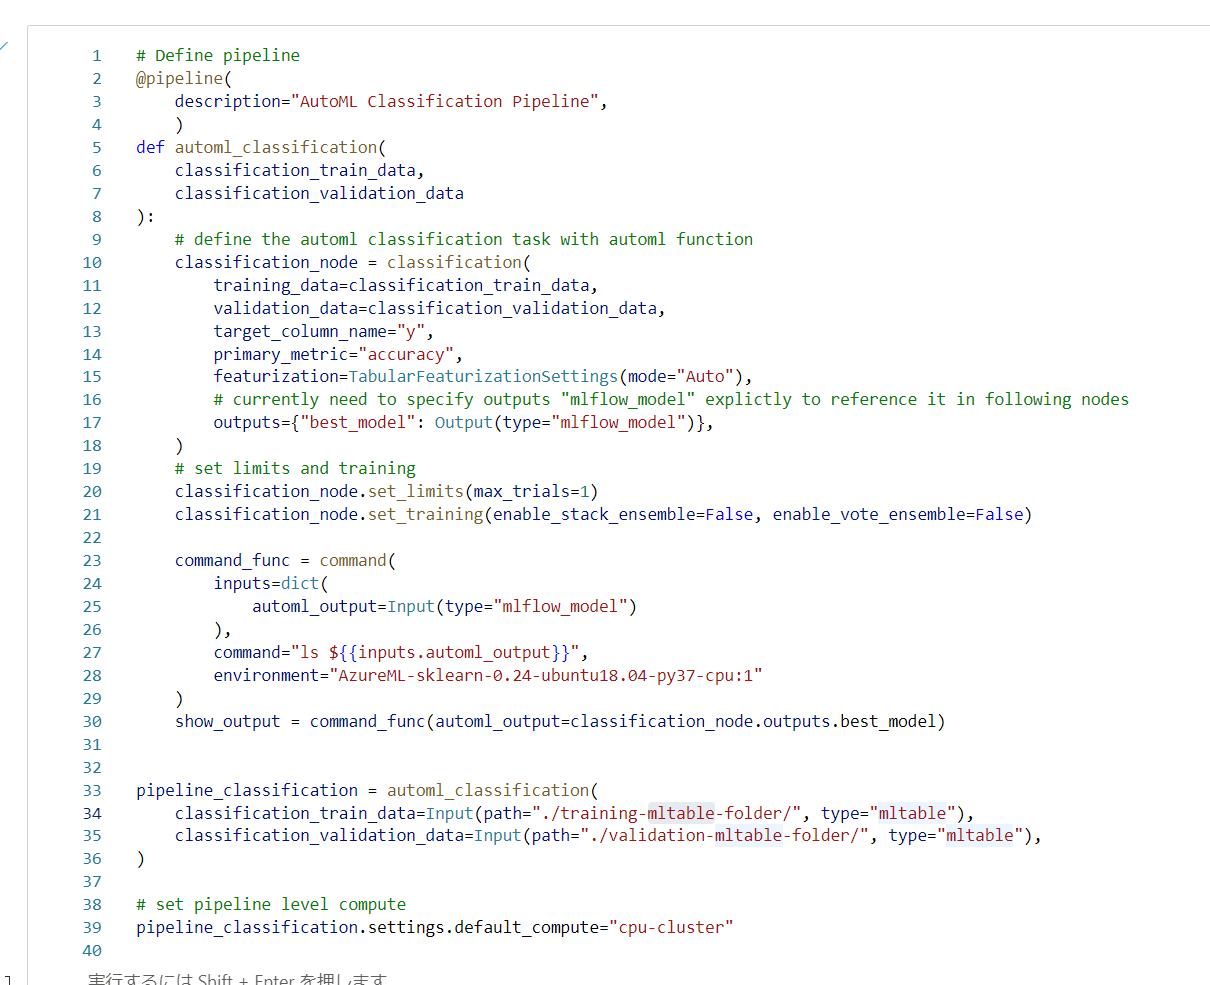 1 # Define pipeline
2 @pipeline(
3     description="AutoML Classification Pipeline",
4     )
5 def automl_classification(
6     classification_train_data,
7     classification_validation_data
8 ):
9     # define the automl classification task with automl function
10     classification_node = classification(
11         training_data=classification_train_data,
12         validation_data=classification_validation_data,
13         target_column_name="y",
14         primary_metric="accuracy",
15         featurization=TabularFeaturizationSettings(mode="Auto"),
16         # currently need to specify outputs "mlflow_model" explictly to reference it in following nodes
17         outputs={"best_model": Output(type="mlflow_model")},
18     )
19     # set limits and training
20     classification_node.set_limits(max_trials=1)
21     classification_node.set_training(enable_stack_ensemble=False, enable_vote_ensemble=False)
22
23     command_func = command(
24         inputs=dict(
25             automl_output=Input(type="mlflow_model")
26         ),
27         command="ls ${{inputs.automl_output}}",
28         environment="AzureML-sklearn-0.24-ubuntu18.04-py37-cpu:1"
29     )
30     show_output = command_func(automl_output=classification_node.outputs.best_model)
31
32
33 pipeline_classification = automl_classification(
34     classification_train_data=Input(path="./training-mltable-folder/", type="mltable"),
35     classification_validation_data=Input(path="./validation-mltable-folder/", type="mltable"),
36 )
37
38 # set pipeline level compute
39 pipeline_classification.settings.default_compute="cpu-cluster"
40
] 実行するには Shift + Enter を押します